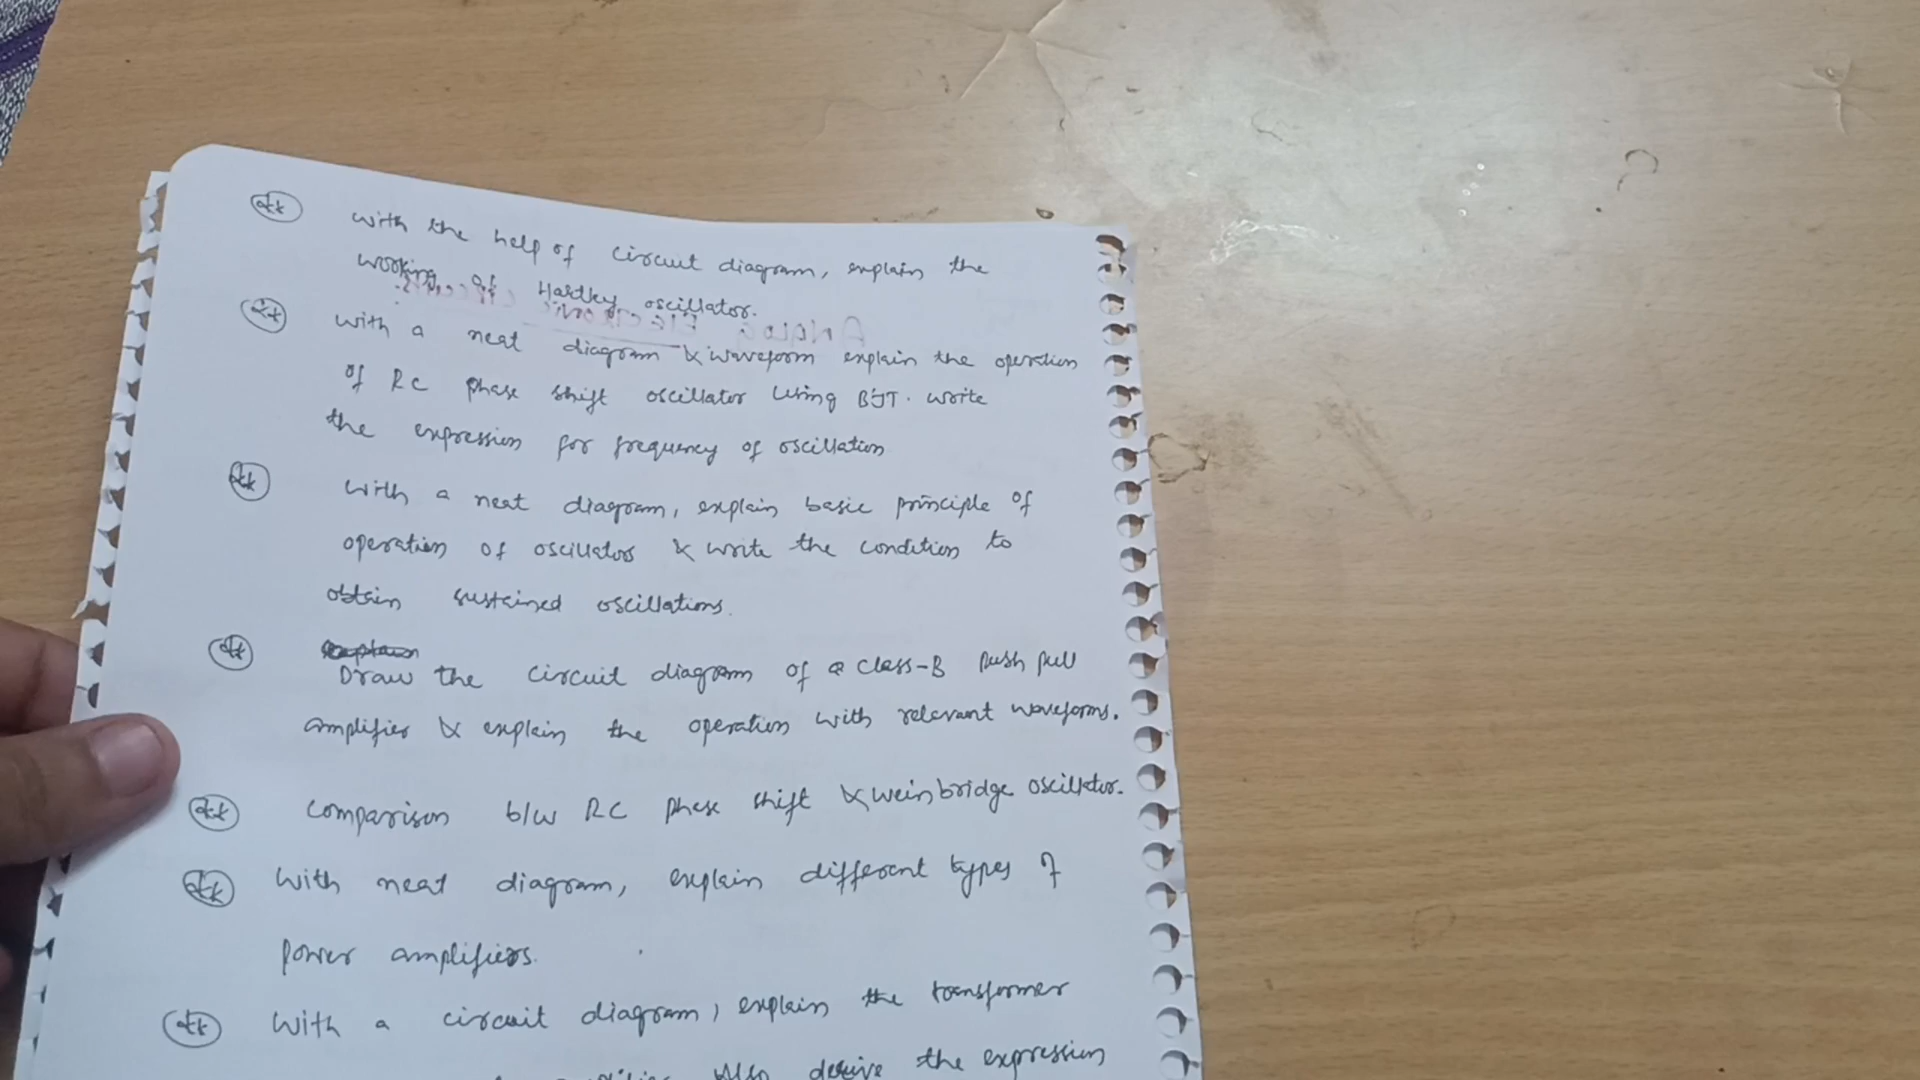 With the help of circuit diagram, explain the
working of Hartley oscillator.
With a neat diagram & waveform explain the operation
of RC phase shift oscillator using BJT. Write
the expression for frequency of oscillation
With a neat diagram, explain basic principle of
operation of oscillators & write the condition to
obtain sustained oscillations.
Draw the circuit diagram of a class-B push pull
amplifier & explain the operation with relevant waveforms.
Comparison b/w RC phase shift & wein bridge oscillator.
With neat diagram, explain different types of
power amplifiers.
With a circuit diagram, explain the transformer
Also derive the expression